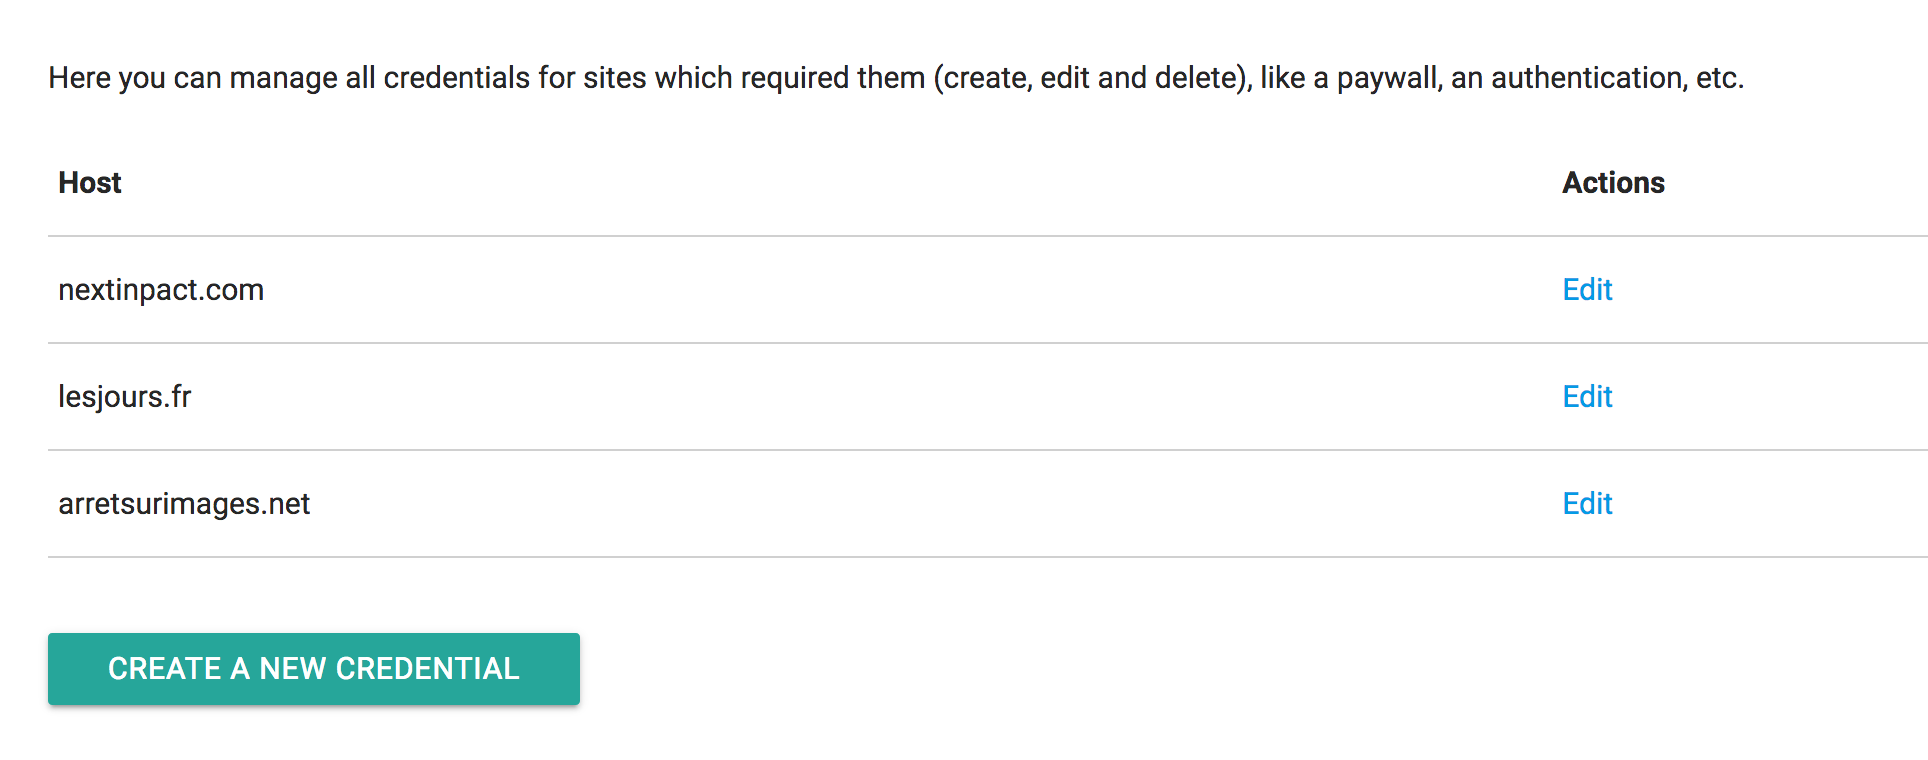 Here you can manage all credentials for sites which required them (create, edit and delete), like a paywall, an authentication, etc.
Host Actions
nextinpact.com Edit
lesjours.fr Edit
arretsurimages.net Edit
CREATE A NEW CREDENTIAL